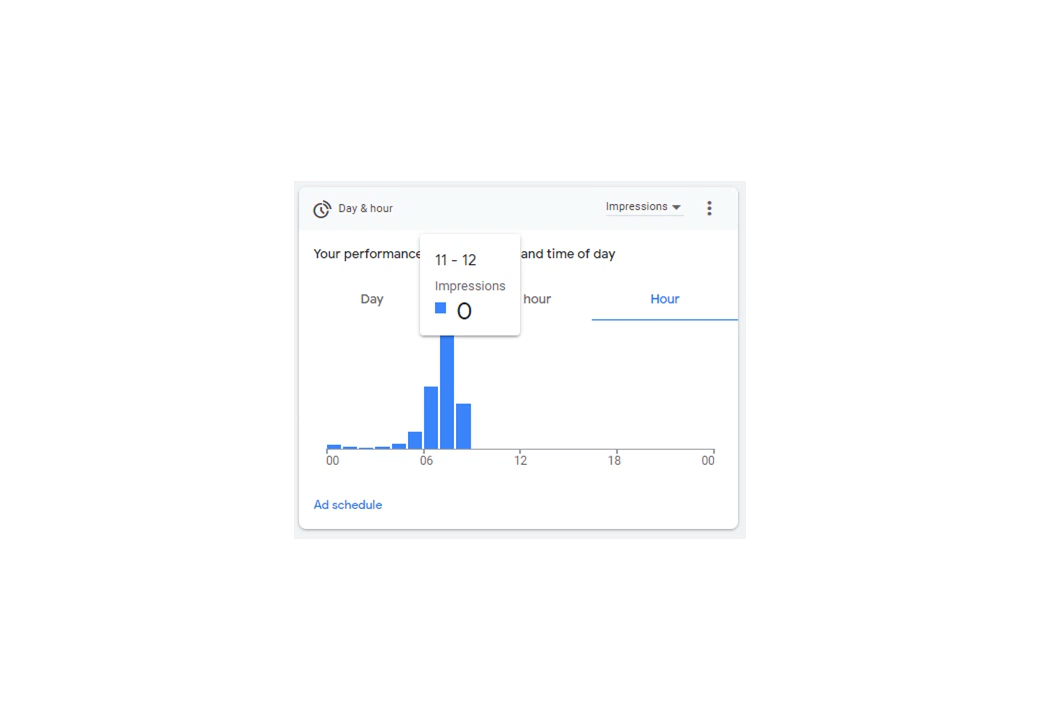 Day & hour
Impressions
Your performance
and time of day
11 - 12
Impressions
0
Day
hour
Hour
00
06
12
18
00
Ad schedule